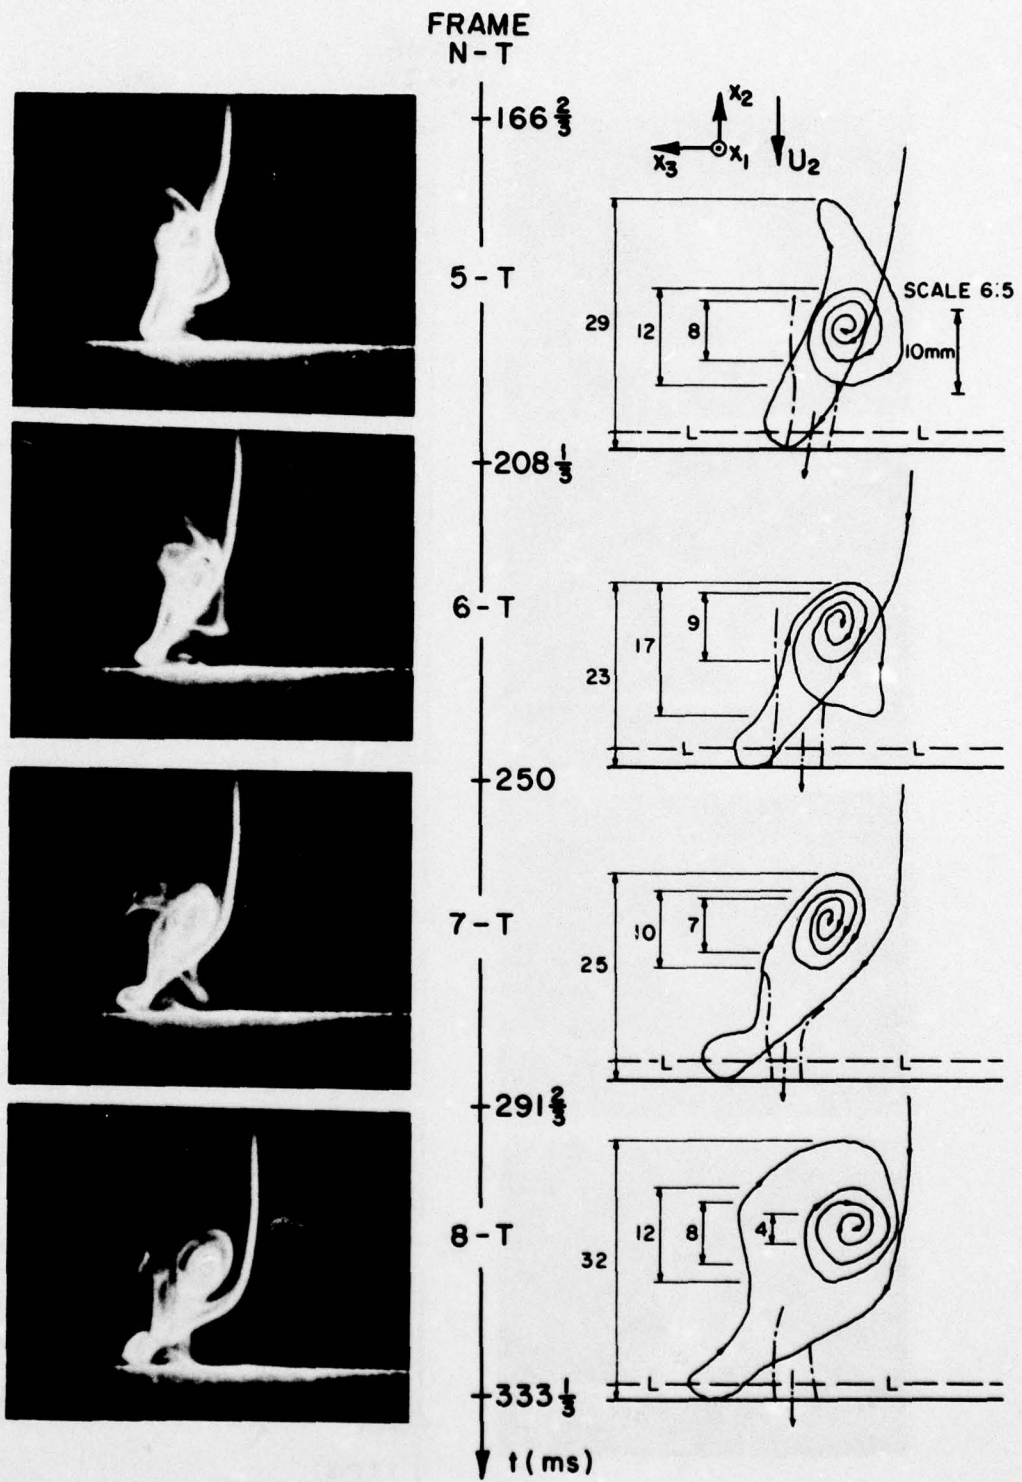 FRAME
N-T
166 2/3
X2
X3
X1
U2
5-T
SCALE 6:5
29
12
8
10mm
L
L
208 1/3
6-T
23
17
9
L
L
250
7-T
25
10
7
L
L
291 2/3
8-T
32
12
8
4
L
L
333 1/3
t(ms)